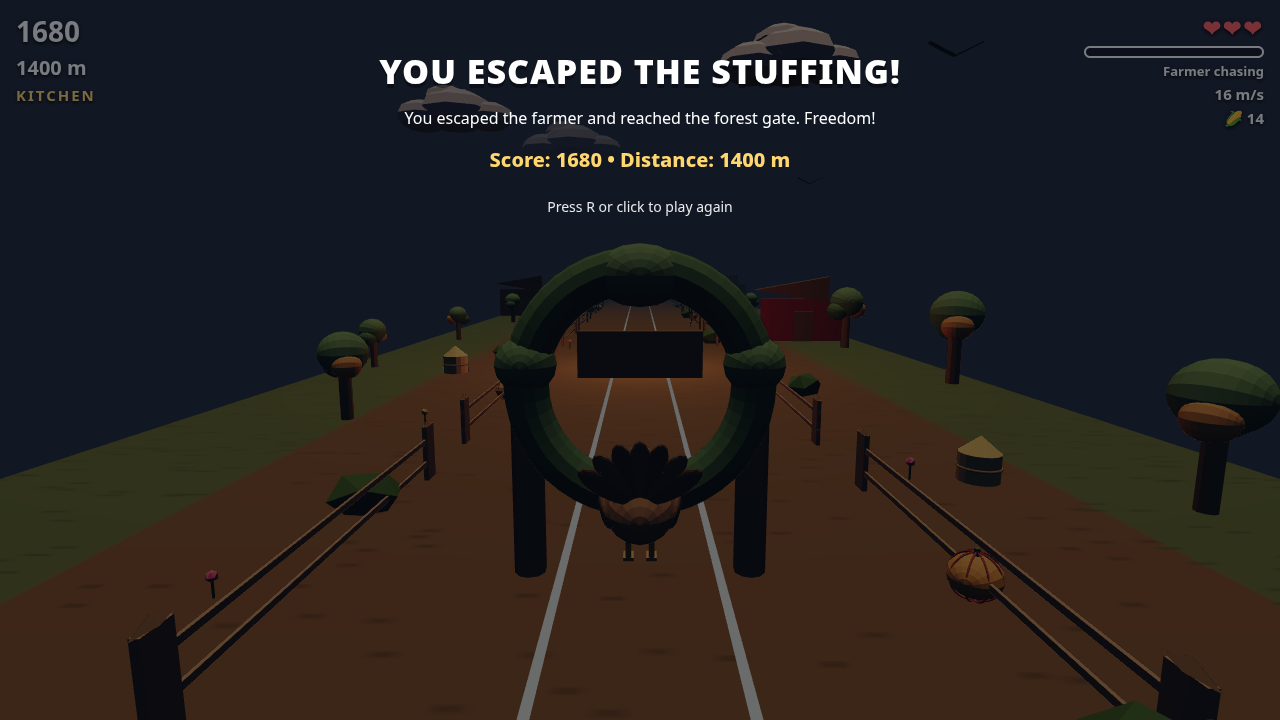 1680
1400 m
KITCHEN
YOU ESCAPED THE STUFFING!
You escaped the farmer and reached the forest gate. Freedom!
Score: 1680 • Distance: 1400 m
Press R or click to play again
Farmer chasing
16 m/s
14